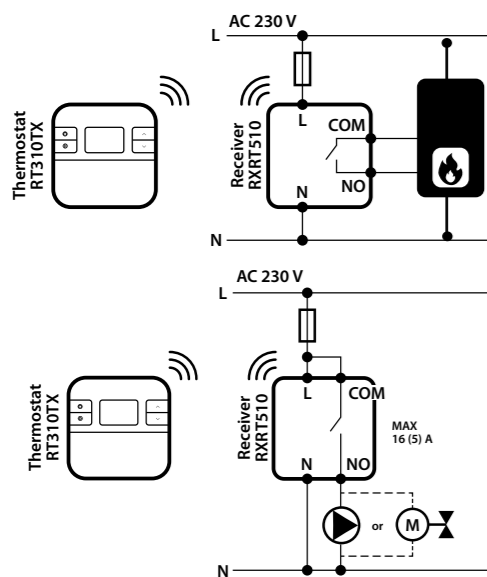 AC 230 V
L
Thermostat
RT310TX
Receiver
RXRT510
L
COM
NO
N
N
AC 230 V
L
Thermostat
RT310TX
Receiver
RXRT510
L
COM
MAX
16 (5) A
N
NO
or
M
N